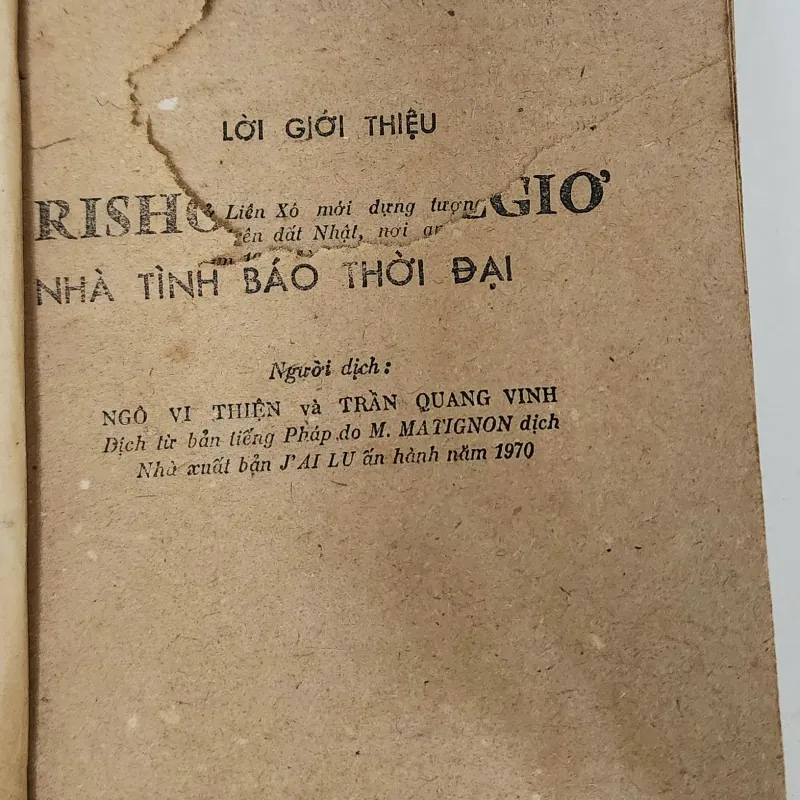 LỜI GIỚI THIỆU
RISHO EGIƠ
Liên Xô mới dựng tượng
đất Nhật, nơi
NHÀ TÌNH BÁO THỜI ĐẠI
Người dịch:
NGÔ VI THIỆN và TRẦN QUANG VINH
Dịch từ bản tiếng Pháp do M. MATIGNON dịch
Nhà xuất bản J'AI LU ấn hành năm 1970